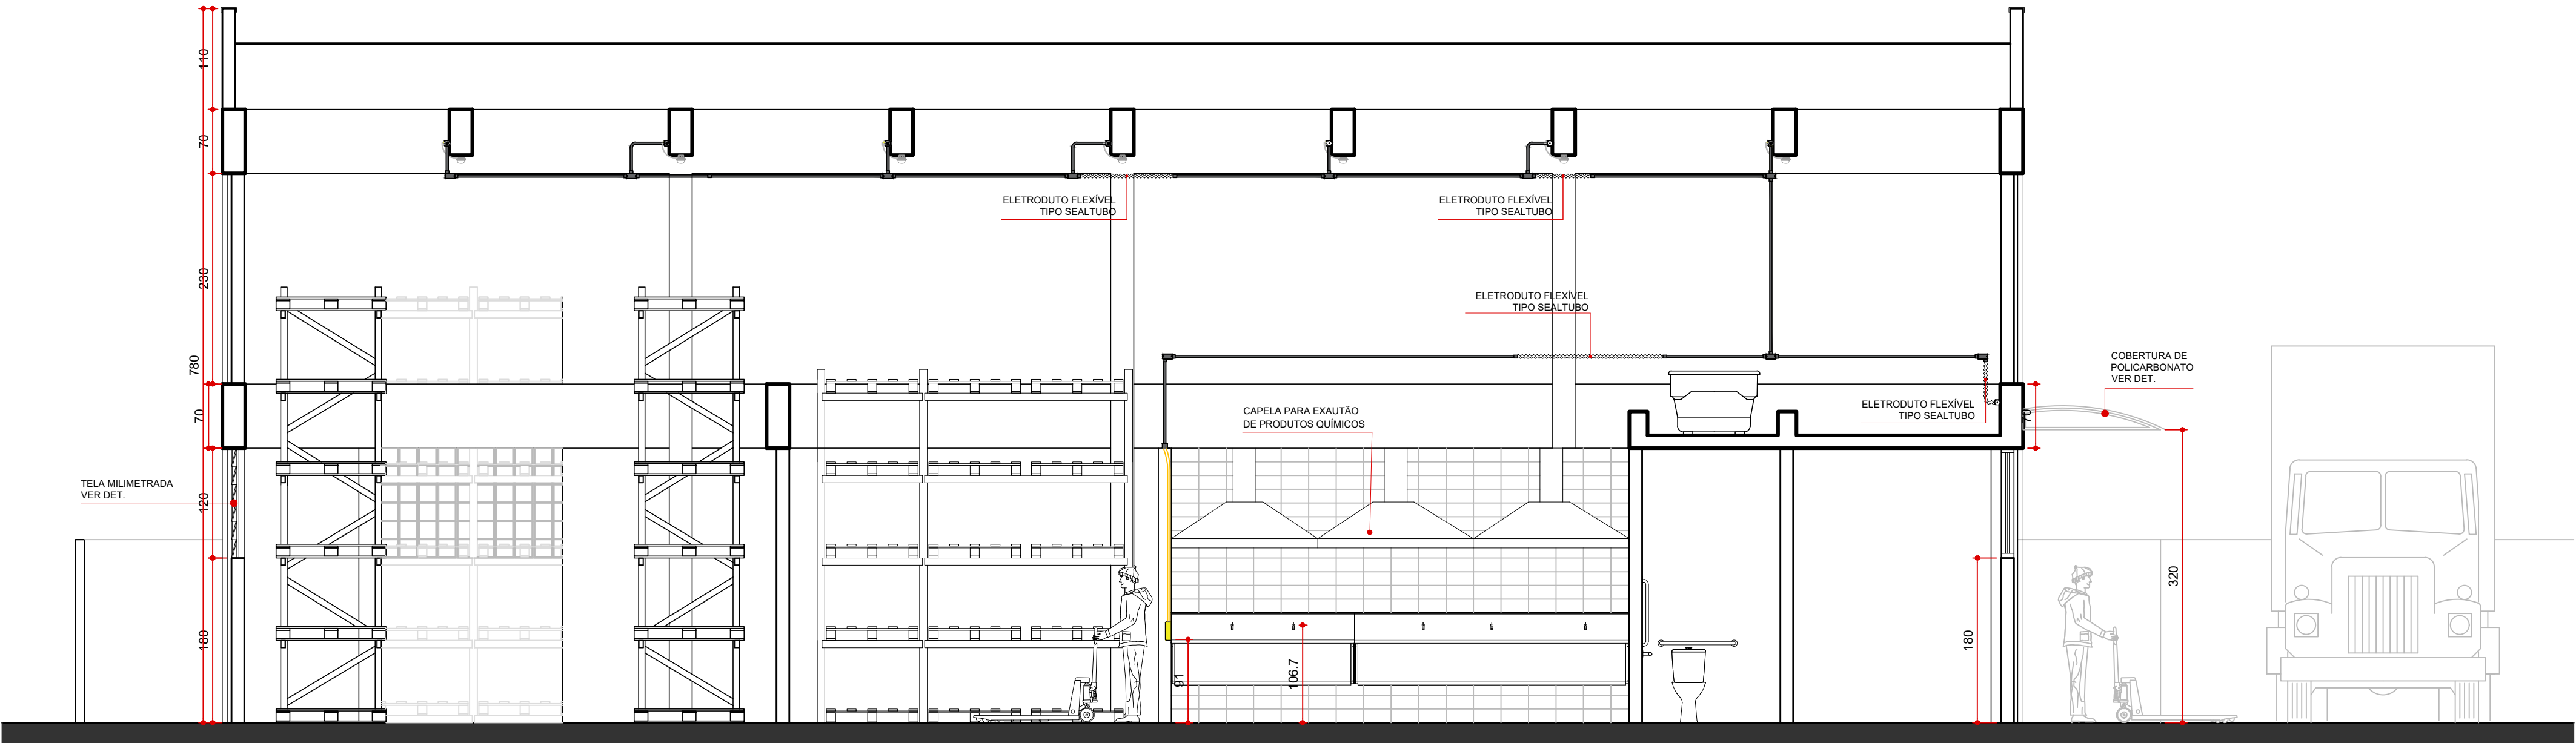 110
70
ELETRODUTO FLEXÍVEL
TIPO SEALTUBO
ELETRODUTO FLEXÍVEL
TIPO SEALTUBO
230
ELETRODUTO FLEXÍVEL
TIPO SEALTUBO
780
COBERTURA DE
POLICARBONATO
VER DET.
70
CAPELA PARA EXAUTÃO
DE PRODUTOS QUÍMICOS
ELETRODUTO FLEXÍVEL
TIPO SEALTUBO
70
TELA MILIMETRADA
VER DET.
120
320
180
91
106.7
180